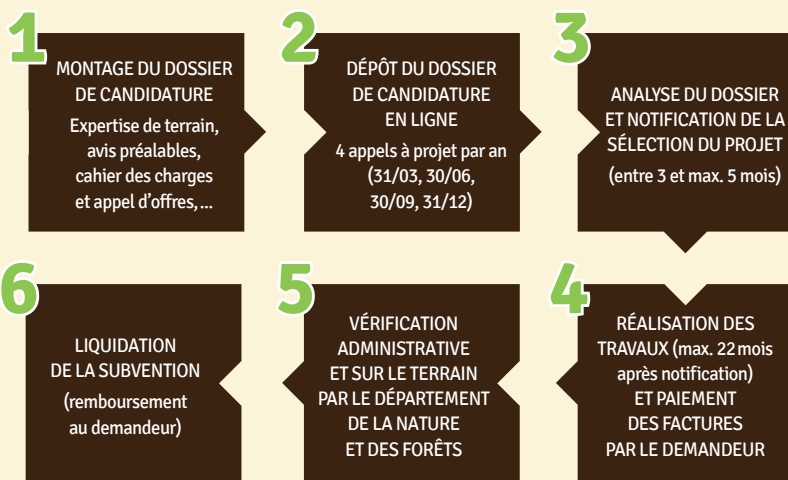 1
MONTAGE DU DOSSIER
DE CANDIDATURE
Expertise de terrain,
avis préalables,
cahier des charges
et appel d’offres,...
2
DÉPÔT DU DOSSIER
DE CANDIDATURE
EN LIGNE
4 appels à projet par an
(31/03, 30/06,
30/09, 31/12)
3
ANALYSE DU DOSSIER
ET NOTIFICATION DE LA
SÉLECTION DU PROJET
(entre 3 et max. 5 mois)
4
RÉALISATION DES
TRAVAUX (max. 22 mois
après notification)
ET PAIEMENT
DES FACTURES
PAR LE DEMANDEUR
5
VÉRIFICATION
ADMINISTRATIVE
ET SUR LE TERRAIN
PAR LE DÉPARTEMENT
DE LA NATURE
ET DES FORÊTS
6
LIQUIDATION
DE LA SUBVENTION
(remboursement
au demandeur)